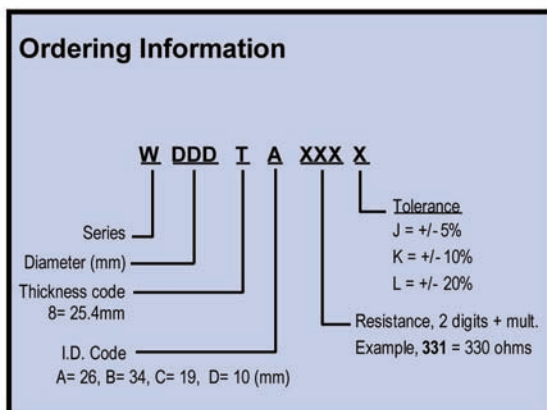 Ordering Information
W DDD T A XXX X
Tolerance
J = +/- 5%
K = +/- 10%
L = +/- 20%
Series
Diameter (mm)
Thickness code
8= 25.4mm
Resistance, 2 digits + mult.
Example, 331 = 330 ohms
I.D. Code
A= 26, B= 34, C= 19, D= 10 (mm)